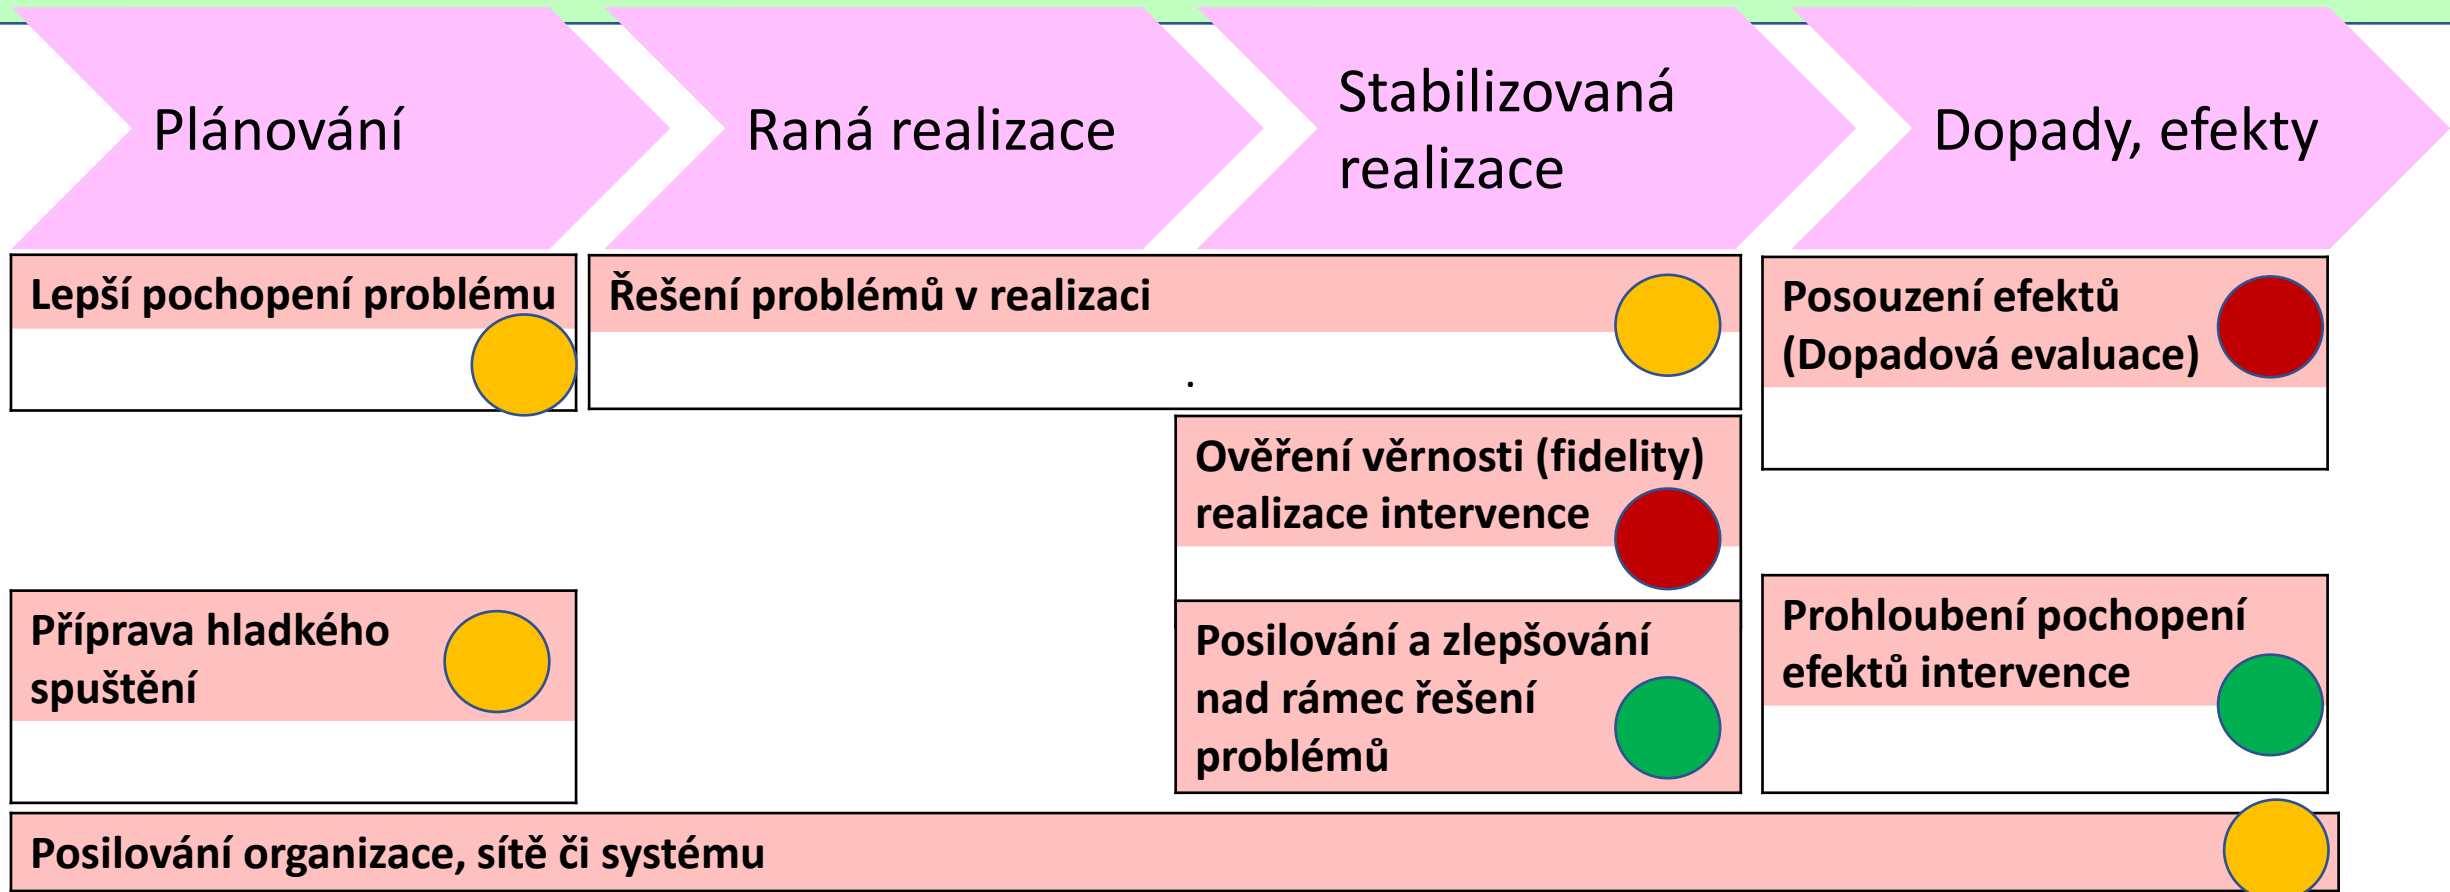 Plánování
Raná realizace
Stabilizovaná
realizace
Dopady, efekty
Lepší pochopení problému
Řešení problémů v realizaci
.
Posouzení efektů
(Dopadová evaluace)
Ověření věrnosti (fidelity)
realizace intervence
Příprava hladkého
spuštění
Posilování a zlepšování
nad rámec řešení
problémů
Prohloubení pochopení
efektů intervence
Posilování organizace, sítě či systému